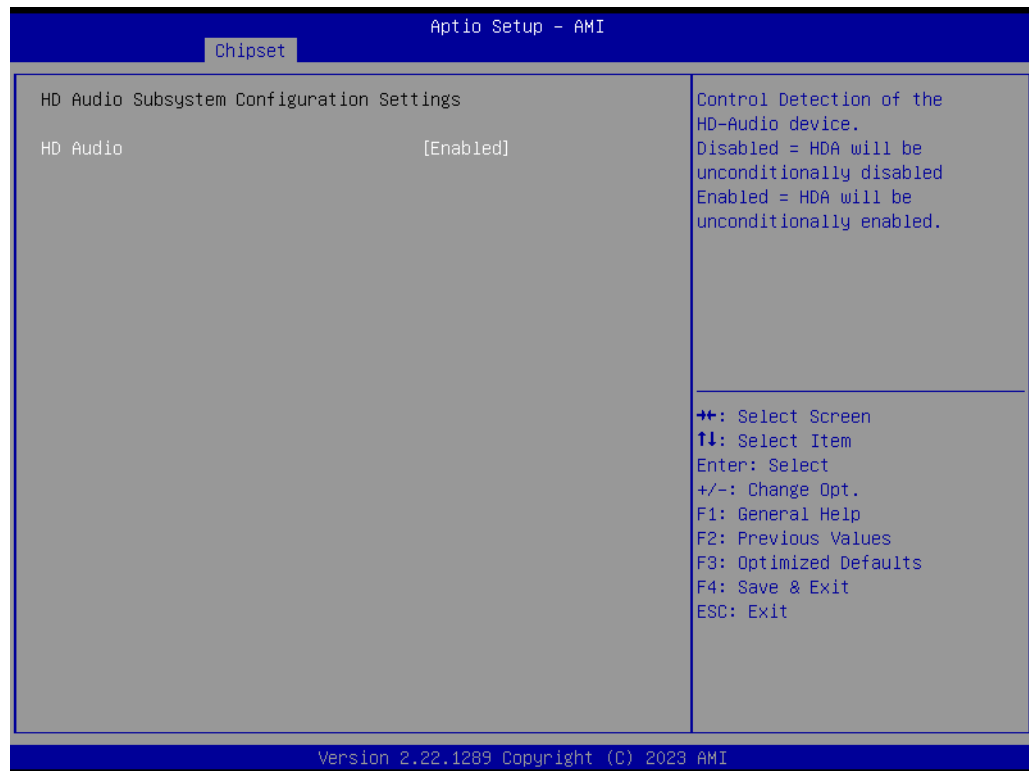 Aptio Setup – AMI
Chipset
HD Audio Subsystem Configuration Settings
HD Audio [Enabled]
Control Detection of the
HD-Audio device.
Disabled = HDA will be
unconditionally disabled
Enabled = HDA will be
unconditionally enabled.
→←: Select Screen
↑↓: Select Item
Enter: Select
+/-: Change Opt.
F1: General Help
F2: Previous Values
F3: Optimized Defaults
F4: Save & Exit
ESC: Exit
Version 2.22.1289 Copyright (C) 2023 AMI